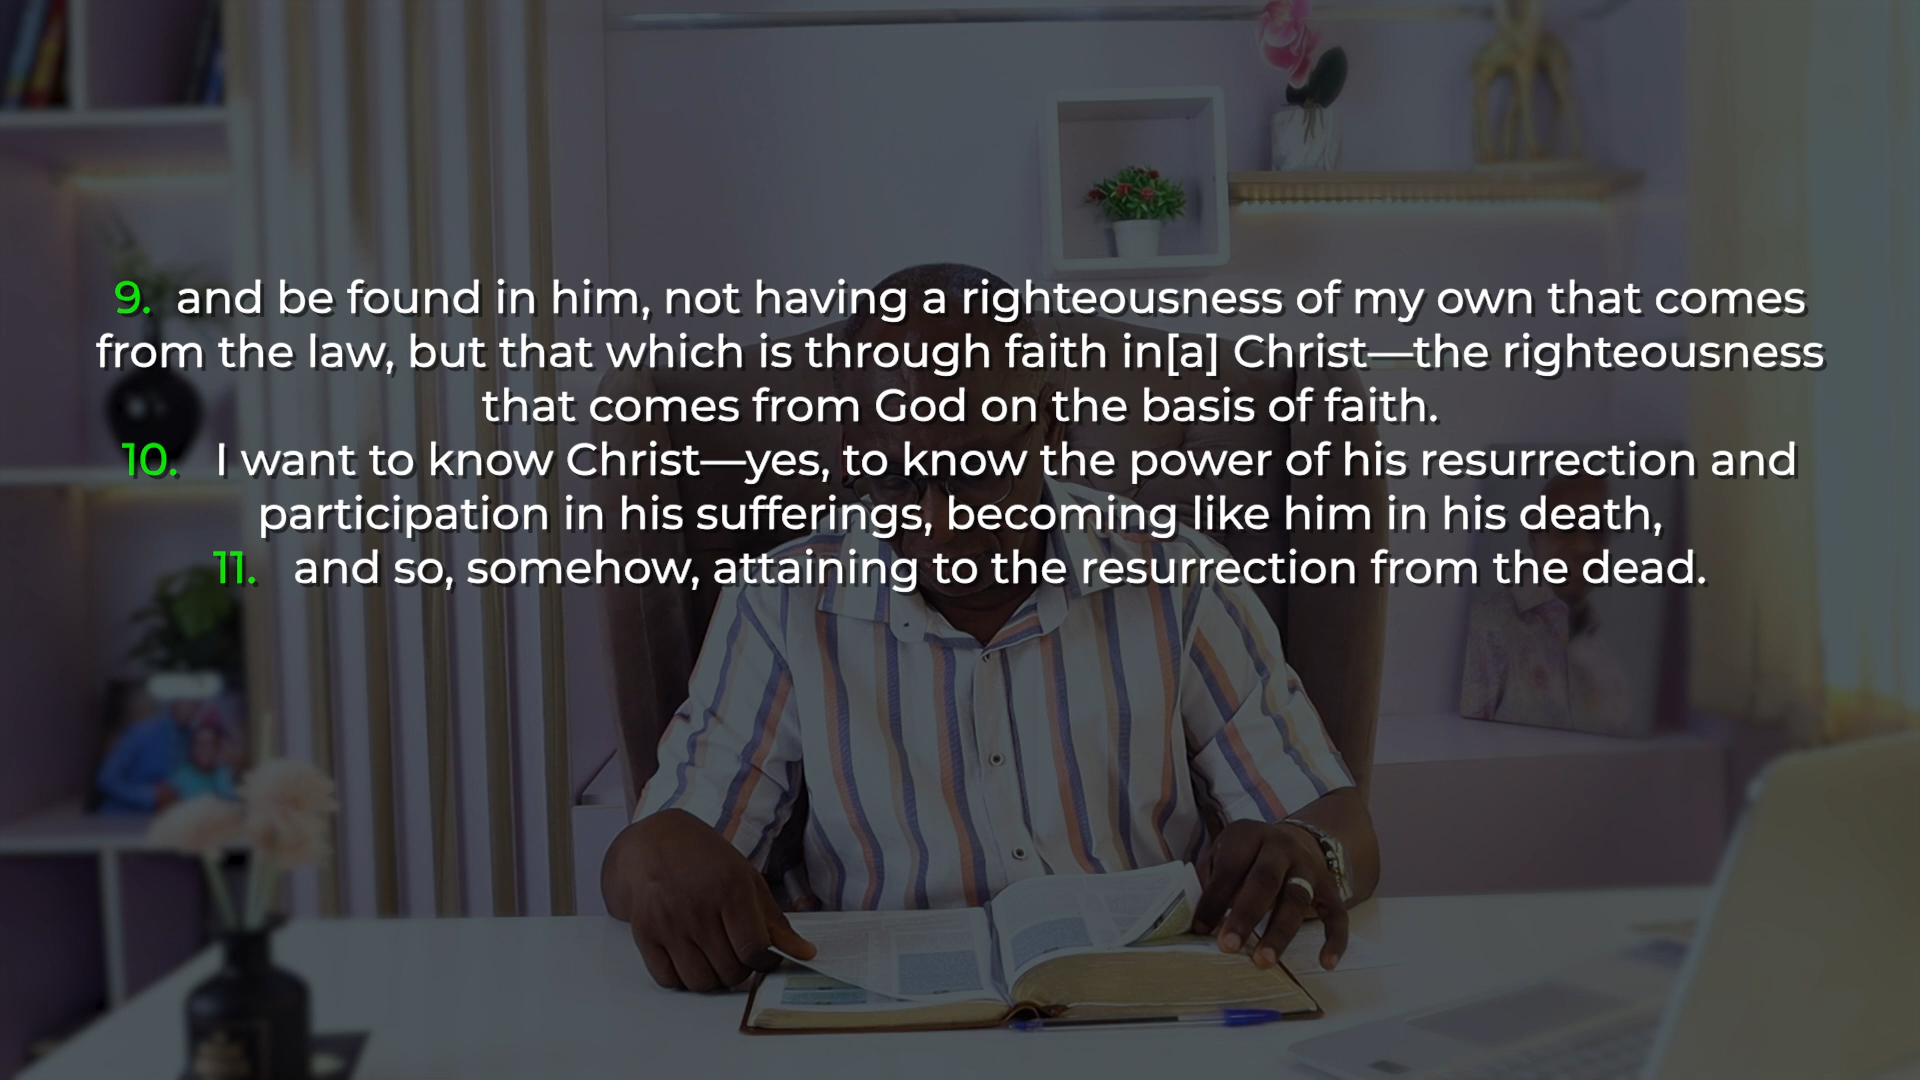 9. and be found in him, not having a righteousness of my own that comes
from the law, but that which is through faith in[a] Christ—the righteousness
that comes from God on the basis of faith.
10. I want to know Christ—yes, to know the power of his resurrection and
participation in his sufferings, becoming like him in his death,
11. and so, somehow, attaining to the resurrection from the dead.